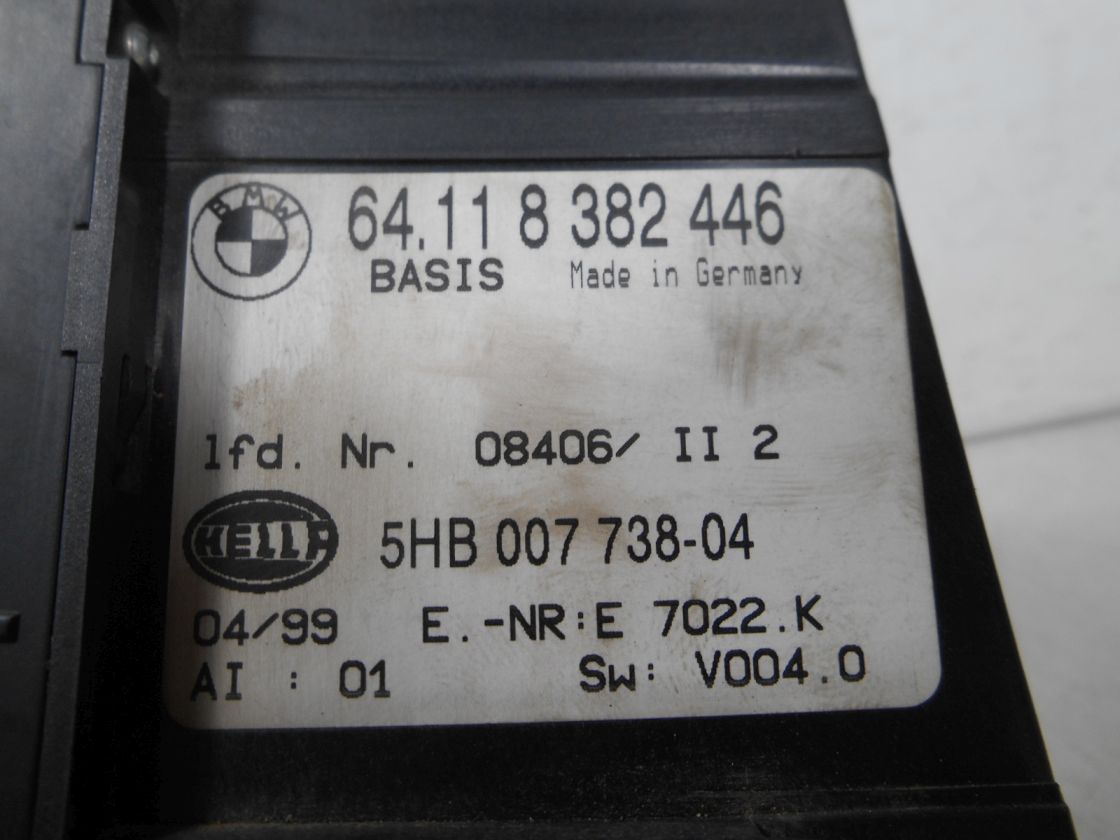 BMW
64.11 8 382 446
BASIS Made in Germany
lfd. Nr. 08406/ II 2
HELLA
5HB 007 738-04
04/99 E.-NR:E 7022.K
AI : 01 Sw: V004.0